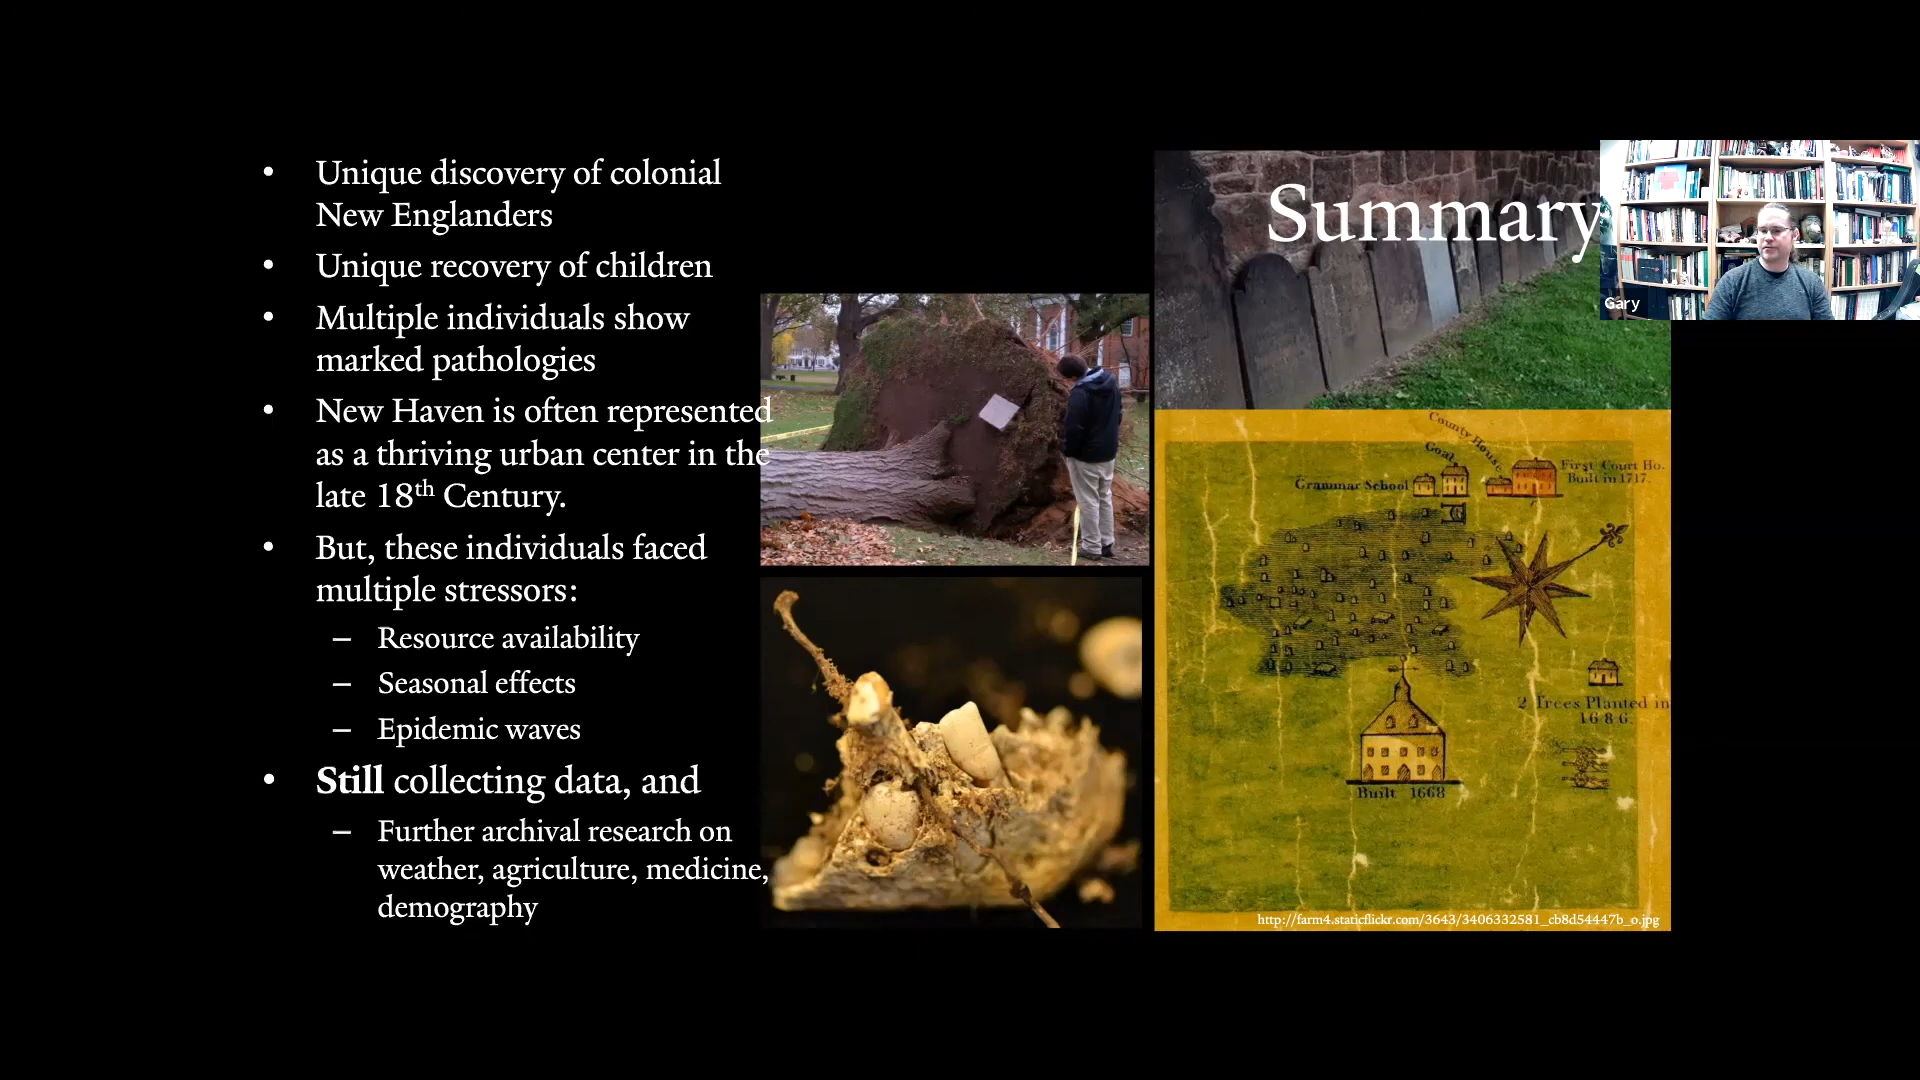 Summary
• Unique discovery of colonial
New Englanders
• Unique recovery of children
• Multiple individuals show
marked pathologies
• New Haven is often represented
as a thriving urban center in the
late 18th Century.
• But, these individuals faced
multiple stressors:
– Resource availability
– Seasonal effects
– Epidemic waves
• Still collecting data, and
– Further archival research on
weather, agriculture, medicine,
demography
Gary
County House
Goal
Grammar School
First Court Ho.
Built in 1717.
2 Trees Planted in
1686.
Built 1668
http://farm4.staticflickr.com/3643/3406332581_cb8d54447b_o.jpg